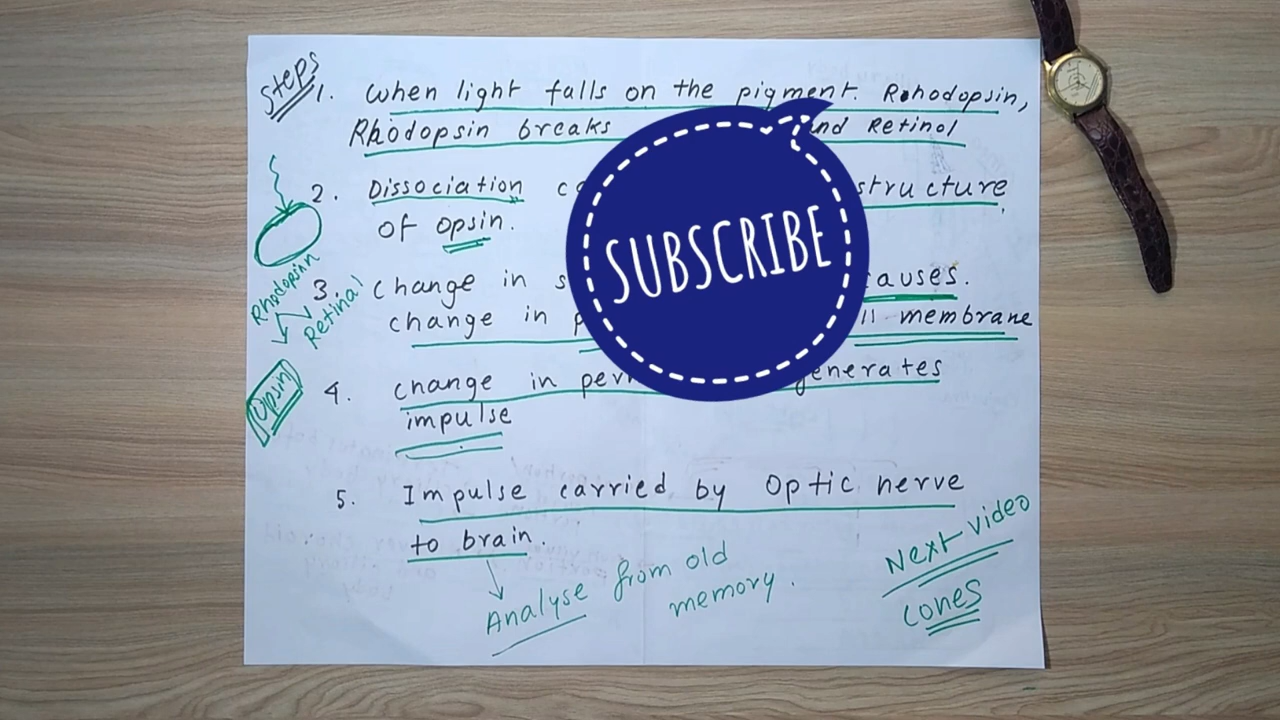 Steps
1. When light falls on the pigment. Rhodopsin,
Rhodopsin breaks and Retinol
2. Dissociation structure
of opsin.
3. change in causes.
change in membrane
4. change in generates
impulse
5. Impulse carried by Optic nerve
to brain.
Analyse from old
memory.
Rhodopsin
Retinal
Opsin
SUBSCRIBE
Next video
cones